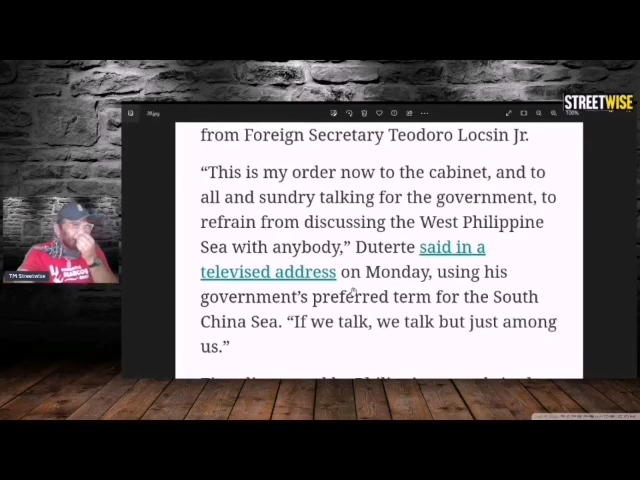 STREETWISE
39.jpg
100%
from Foreign Secretary Teodoro Locsin Jr.
“This is my order now to the cabinet, and to
all and sundry talking for the government, to
refrain from discussing the West Philippine
Sea with anybody,” Duterte said in a
televised address on Monday, using his
government’s preferred term for the South
China Sea. “If we talk, we talk but just among
us.”
TM Streetwise